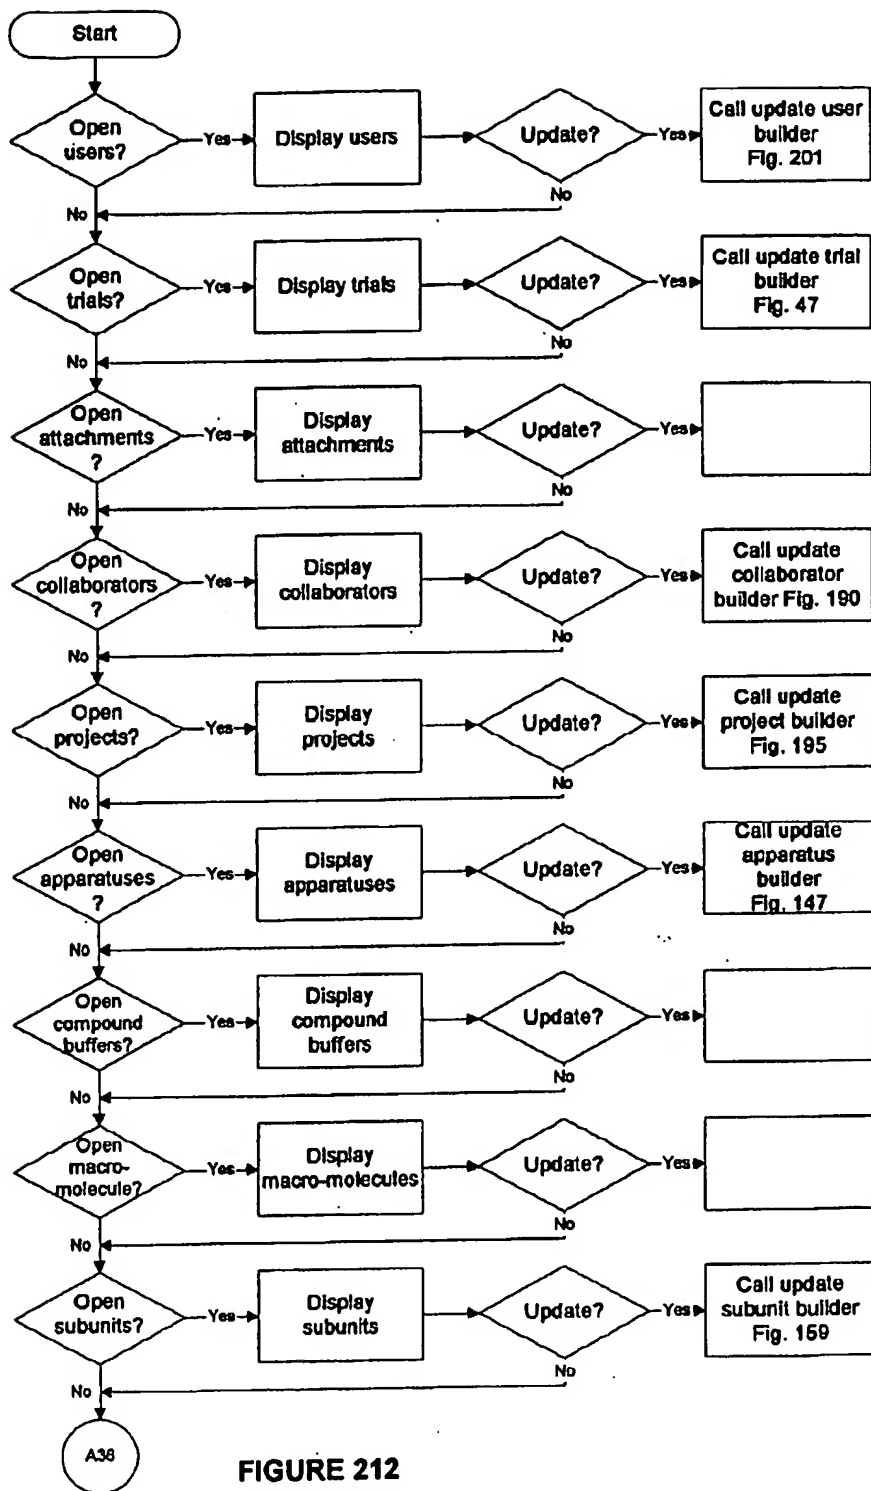 Start
Open
users?
Yes
Display users
Update?
Yes
Call update user
builder
Fig. 201
No
No
Open
trials?
Yes
Display trials
Update?
Yes
Call update trial
builder
Fig. 47
No
No
Open
attachments
?
Yes
Display
attachments
Update?
Yes
No
No
Open
collaborators
?
Yes
Display
collaborators
Update?
Yes
Call update
collaborator
builder Fig. 190
No
No
Open
projects?
Yes
Display
projects
Update?
Yes
Call update
project builder
Fig. 195
No
No
Open
apparatuses
?
Yes
Display
apparatuses
Update?
Yes
Call update
apparatus
builder
Fig. 147
No
No
Open
compound
buffers?
Yes
Display
compound
buffers
Update?
Yes
No
No
Open
macro-
molecule?
Yes
Display
macro-molecules
Update?
Yes
No
No
Open
subunits?
Yes
Display
subunits
Update?
Yes
Call update
subunit builder
Fig. 159
No
No
A36
FIGURE 212